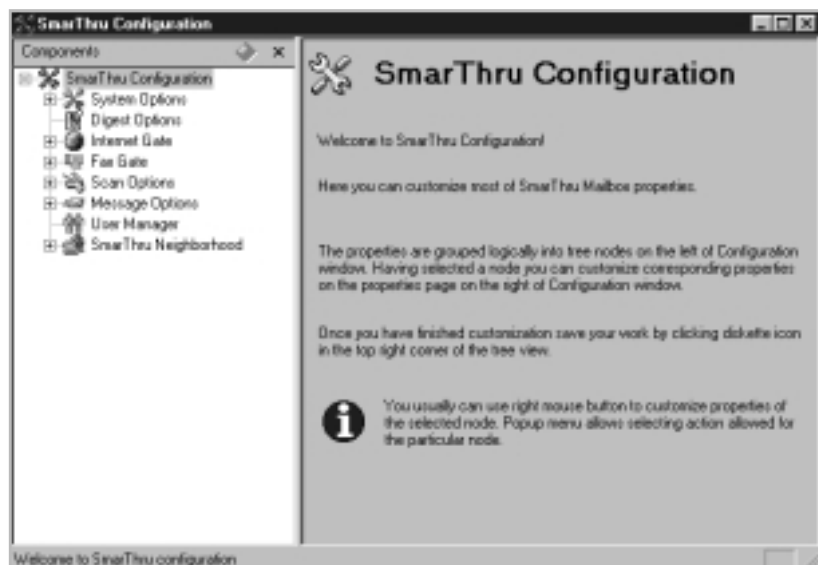 SmarThru Configuration
Components
SmarThru Configuration
System Options
Digest Options
Internet Gate
Fax Gate
Scan Options
Message Options
User Manager
SmarThru Neighborhood
SmarThru Configuration
Welcome to SmarThru Configuration!
Here you can customize most of SmarThru Mailbox properties.
The properties are grouped logically into tree nodes on the left of Configuration
window. Having selected a node you can customize corresponding properties
on the properties page on the right of Configuration window.
Once you have finished customization save your work by clicking diskette icon
in the top right corner of the tree view.
You usually can use right mouse button to customize properties of
the selected node. Popup menu allows selecting action allowed for
the particular node.
Welcome to SmarThru configuration